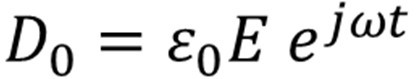 D₀ = ε₀E e^{jωt}